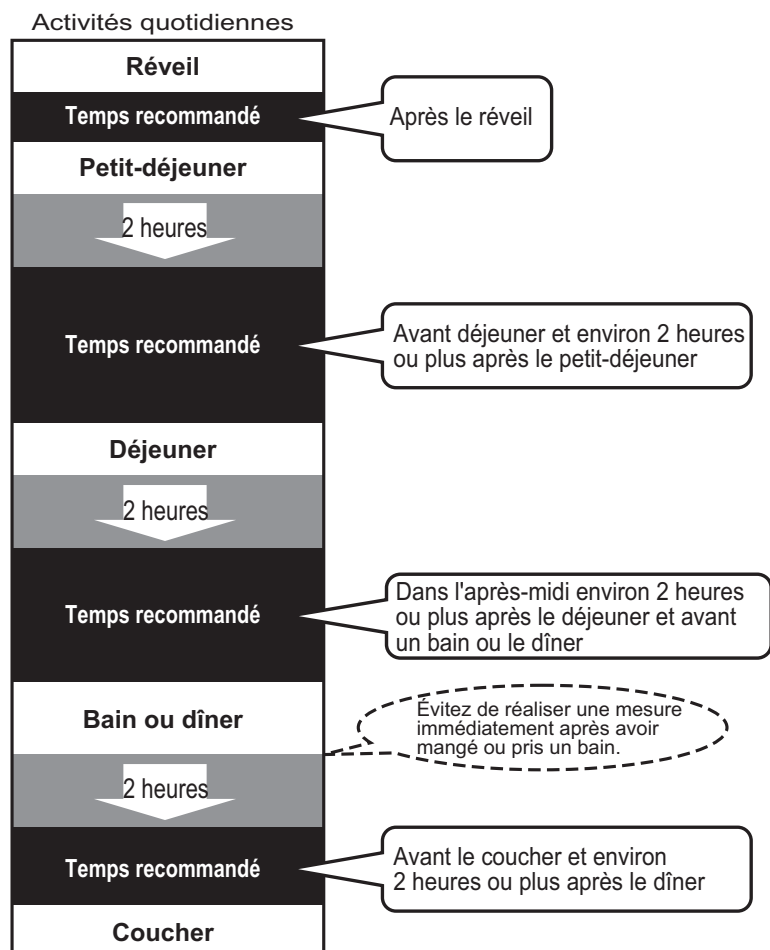 Activités quotidiennes
Réveil
Temps recommandé
Après le réveil
Petit-déjeuner
2 heures
Temps recommandé
Avant déjeuner et environ 2 heures
ou plus après le petit-déjeuner
Déjeuner
2 heures
Temps recommandé
Dans l'après-midi environ 2 heures
ou plus après le déjeuner et avant
un bain ou le dîner
Bain ou dîner
Évitez de réaliser une mesure
immédiatement après avoir
mangé ou pris un bain.
2 heures
Temps recommandé
Avant le coucher et environ
2 heures ou plus après le dîner
Coucher